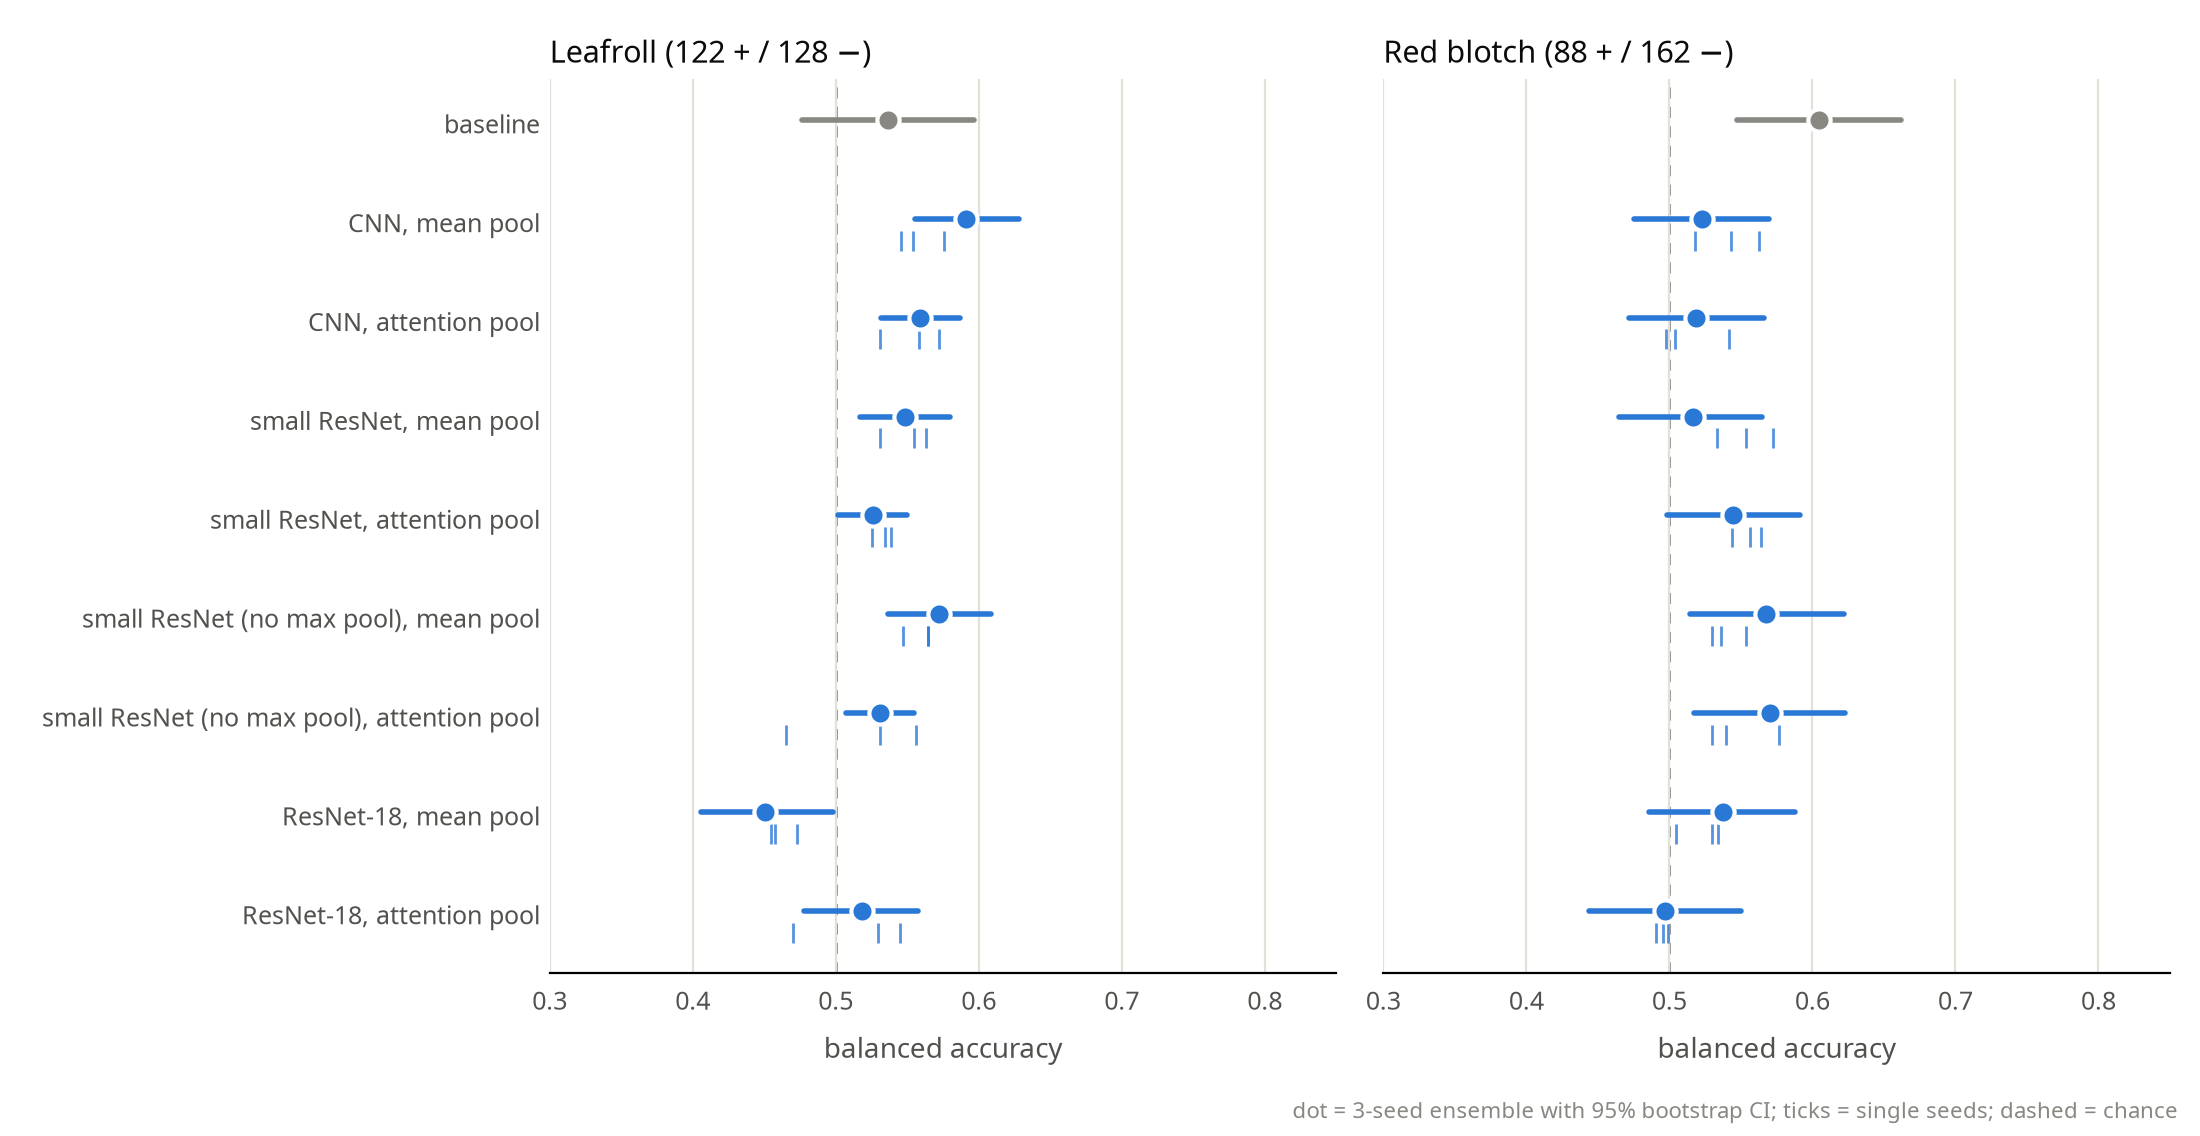 Leafroll (122 + / 128 −)
Red blotch (88 + / 162 −)
baseline
CNN, mean pool
CNN, attention pool
small ResNet, mean pool
small ResNet, attention pool
small ResNet (no max pool), mean pool
small ResNet (no max pool), attention pool
ResNet-18, mean pool
ResNet-18, attention pool
0.3 0.4 0.5 0.6 0.7 0.8
0.3 0.4 0.5 0.6 0.7 0.8
balanced accuracy
balanced accuracy
dot = 3-seed ensemble with 95% bootstrap CI; ticks = single seeds; dashed = chance